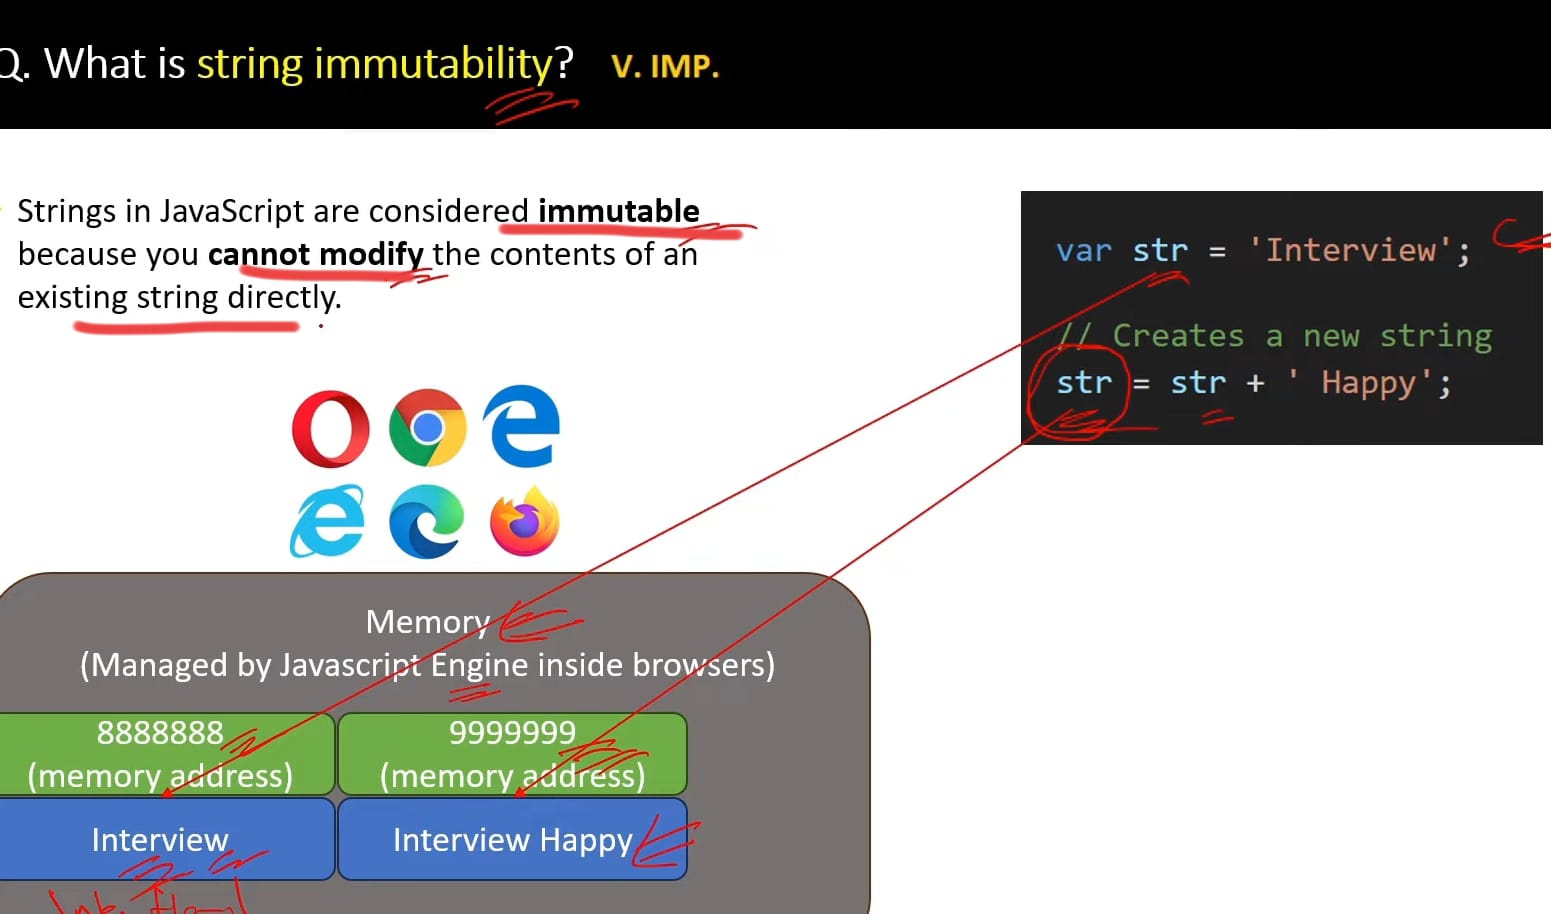 Q. What is string immutability? V. IMP.
Strings in JavaScript are considered immutable
because you cannot modify the contents of an
existing string directly.
var str = 'Interview';
// Creates a new string
str = str + ' Happy';
Memory
(Managed by Javascript Engine inside browsers)
8888888
(memory address)
Interview
9999999
(memory address)
Interview Happy